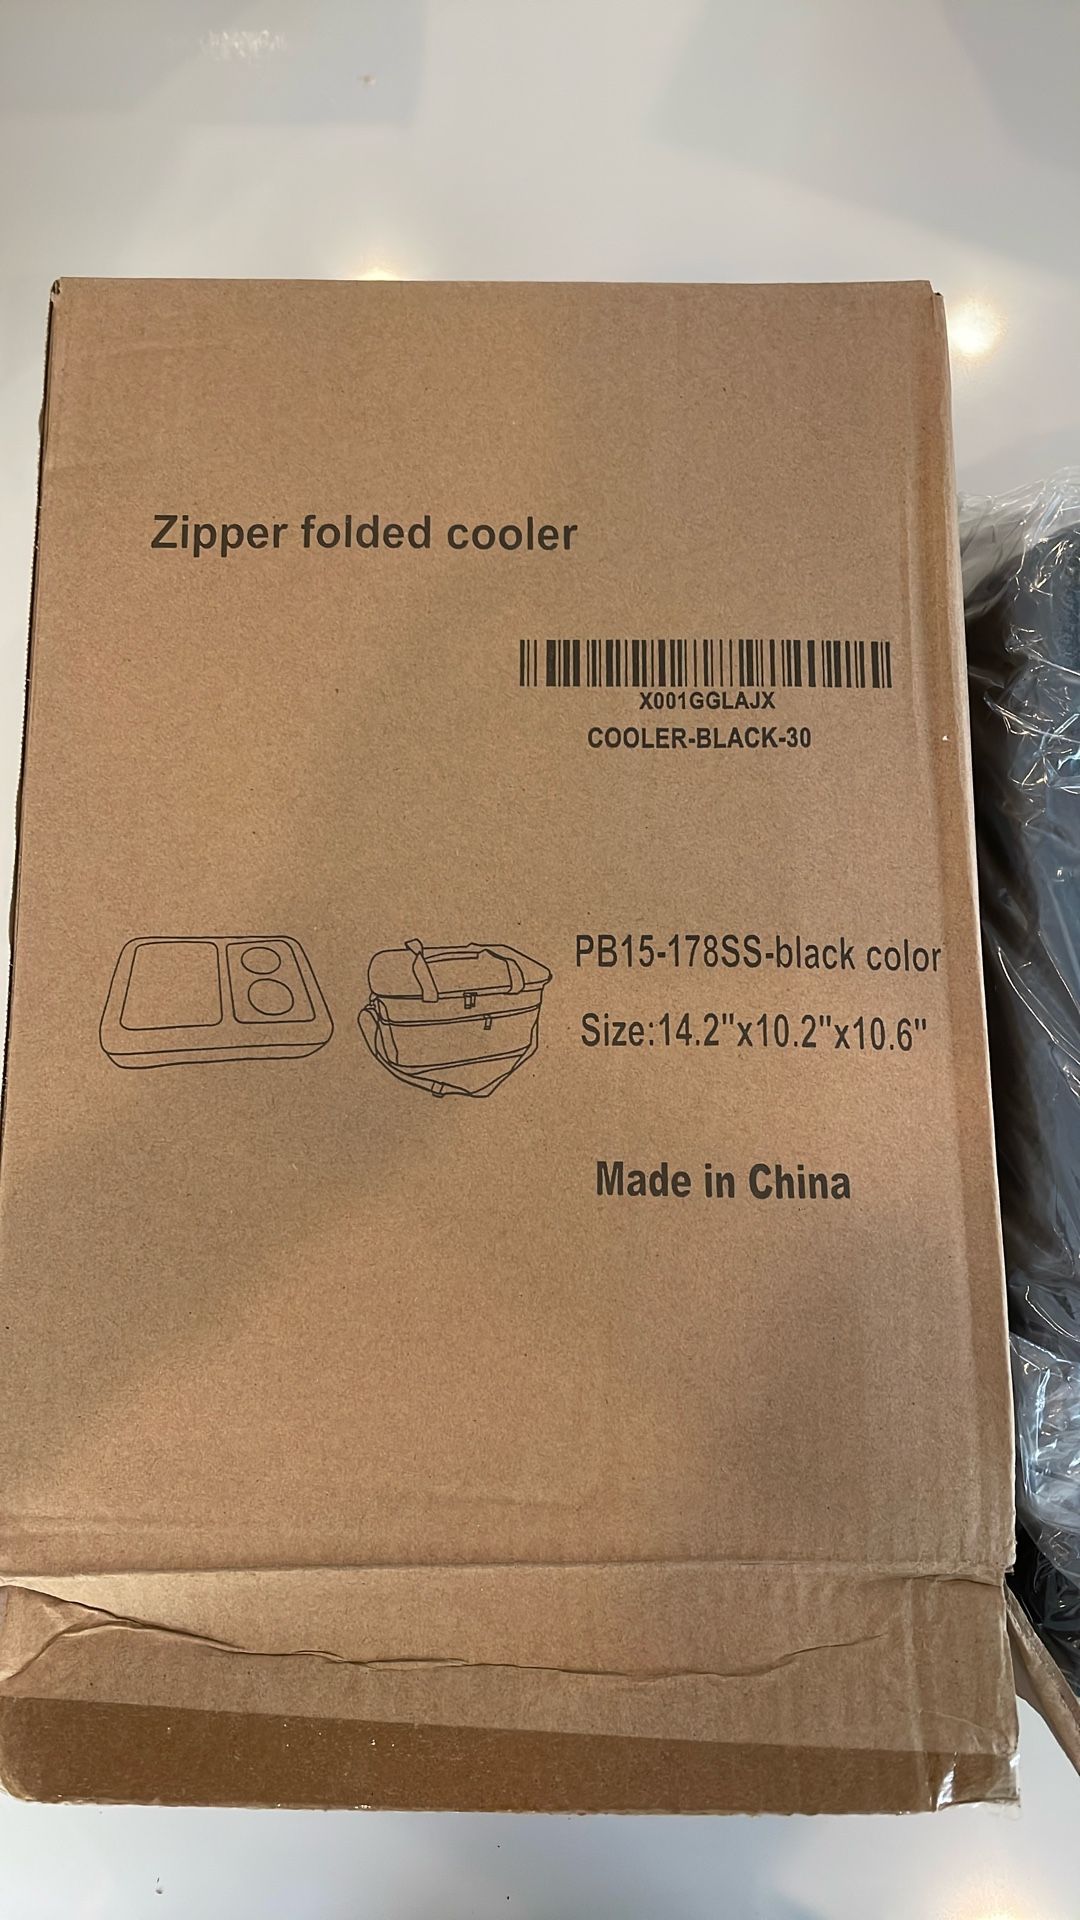 Zipper folded cooler
X001GGLAJX
COOLER-BLACK-30
PB15-178SS-black color
Size:14.2"x10.2"x10.6"
Made in China